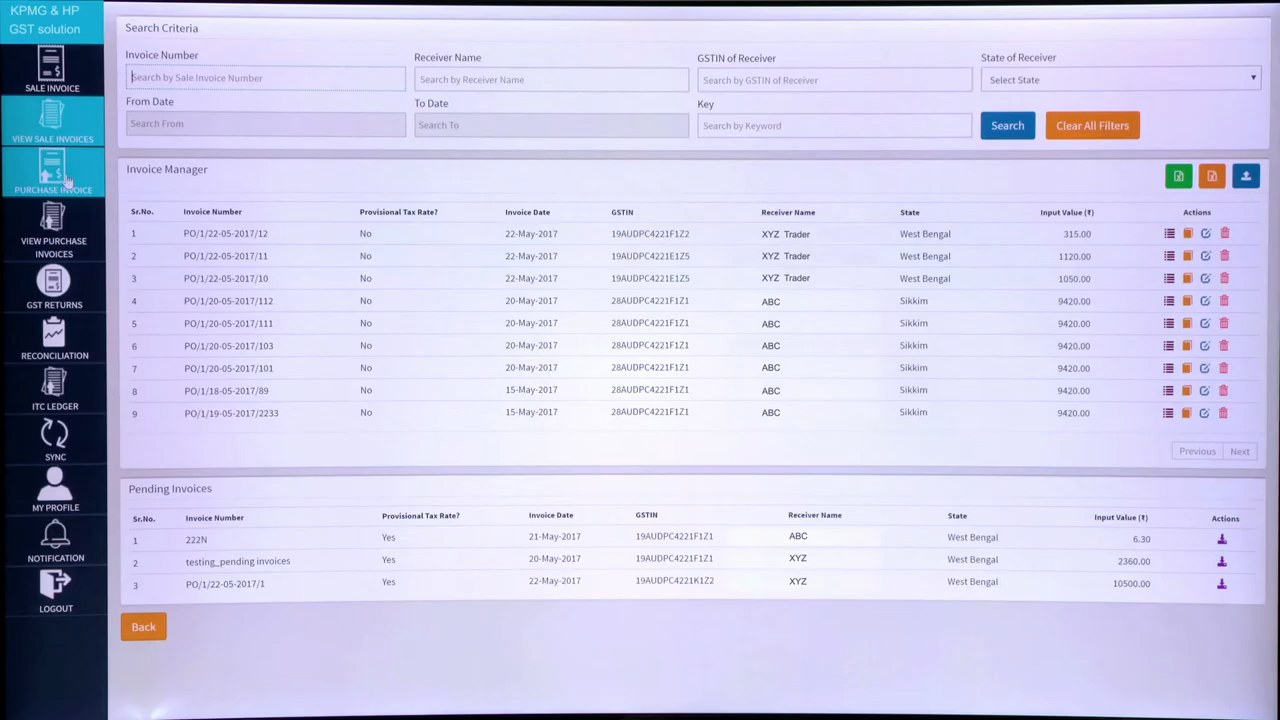 KPMG & HP
GST solution
SALE INVOICE
VIEW SALE INVOICES
PURCHASE INVOICE
VIEW PURCHASE
INVOICES
GST RETURNS
RECONCILIATION
ITC LEDGER
SYNC
MY PROFILE
NOTIFICATION
LOGOUT
Search Criteria
Invoice Number Receiver Name GSTIN of Receiver State of Receiver
Search by Sale Invoice Number Search by Receiver Name Search by GSTIN of Receiver Select State
From Date To Date Key
Search From Search To Search by Keyword Search Clear All Filters
Invoice Manager
Sr.No. Invoice Number Provisional Tax Rate? Invoice Date GSTIN Receiver Name State Input Value (₹) Actions
1 PO/1/22-05-2017/12 No 22-May-2017 19AUDPC4221F1Z2 XYZ Trader West Bengal 315.00
2 PO/1/22-05-2017/11 No 22-May-2017 19AUDPC4221E1Z5 XYZ Trader West Bengal 1120.00
3 PO/1/22-05-2017/10 No 22-May-2017 19AUDPC4221E1Z5 XYZ Trader West Bengal 1050.00
4 PO/1/20-05-2017/112 No 20-May-2017 28AUDPC4221F1Z1 ABC Sikkim 9420.00
5 PO/1/20-05-2017/111 No 20-May-2017 28AUDPC4221F1Z1 ABC Sikkim 9420.00
6 PO/1/20-05-2017/103 No 20-May-2017 28AUDPC4221F1Z1 ABC Sikkim 9420.00
7 PO/1/20-05-2017/101 No 20-May-2017 28AUDPC4221F1Z1 ABC Sikkim 9420.00
8 PO/1/18-05-2017/89 No 15-May-2017 28AUDPC4221F1Z1 ABC Sikkim 9420.00
9 PO/1/19-05-2017/2233 No 15-May-2017 28AUDPC4221F1Z1 ABC Sikkim 9420.00
Previous Next
Pending Invoices
Sr.No. Invoice Number Provisional Tax Rate? Invoice Date GSTIN Receiver Name State Input Value (₹) Actions
1 222N Yes 21-May-2017 19AUDPC4221F1Z1 ABC West Bengal 6.30
2 testing_pending invoices Yes 20-May-2017 19AUDPC4221F1Z1 XYZ West Bengal 2360.00
3 PO/1/22-05-2017/1 Yes 22-May-2017 19AUDPC4221K1Z2 XYZ West Bengal 10500.00
Back